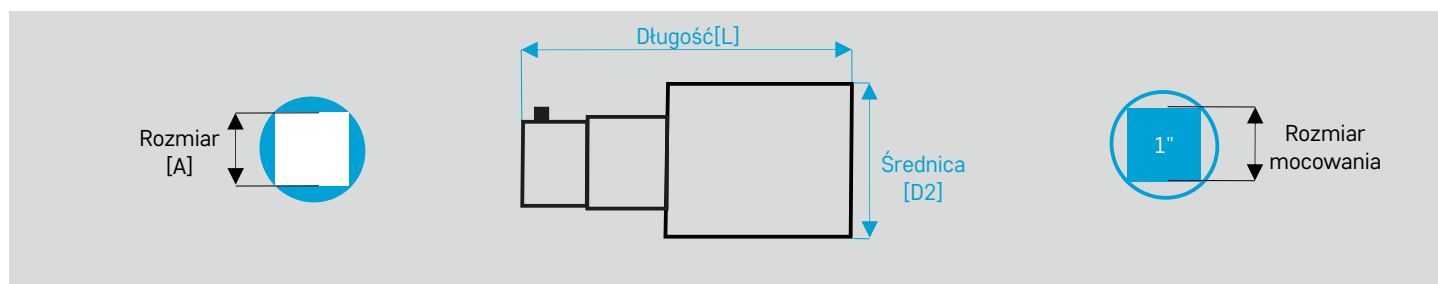 Długość[L]
Rozmiar
[A]
Średnica
[D2]
1"
Rozmiar
mocowania